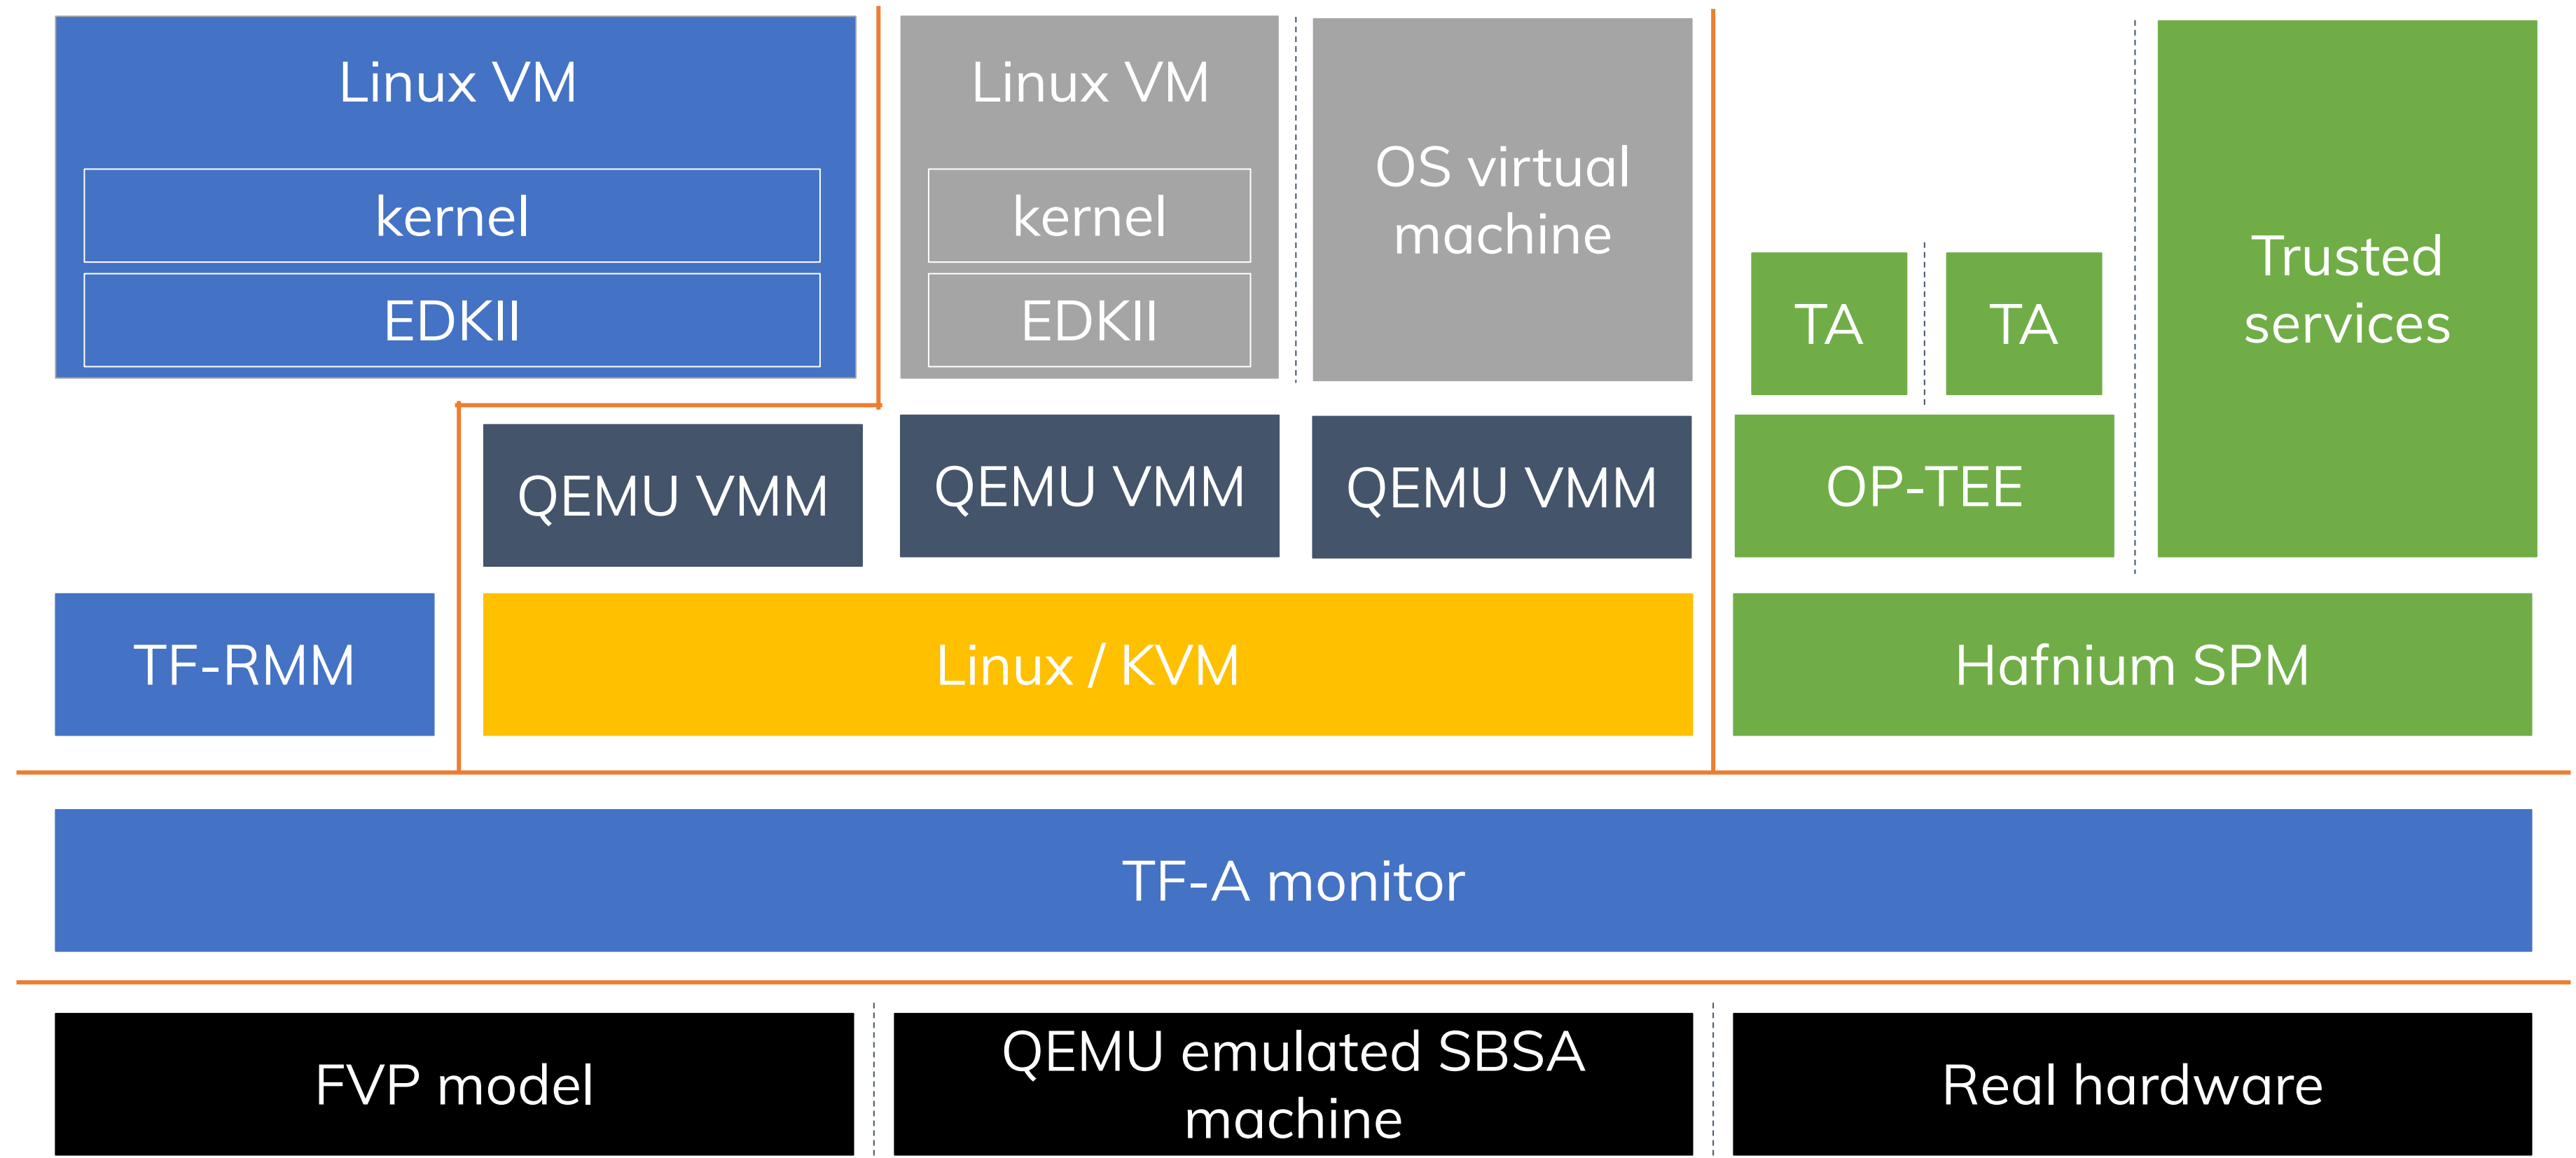 Linux VM
kernel
EDKII
Linux VM
kernel
EDKII
OS virtual
machine
TA
TA
Trusted
services
QEMU VMM
QEMU VMM
QEMU VMM
OP-TEE
TF-RMM
Linux / KVM
Hafnium SPM
TF-A monitor
FVP model
QEMU emulated SBSA
machine
Real hardware